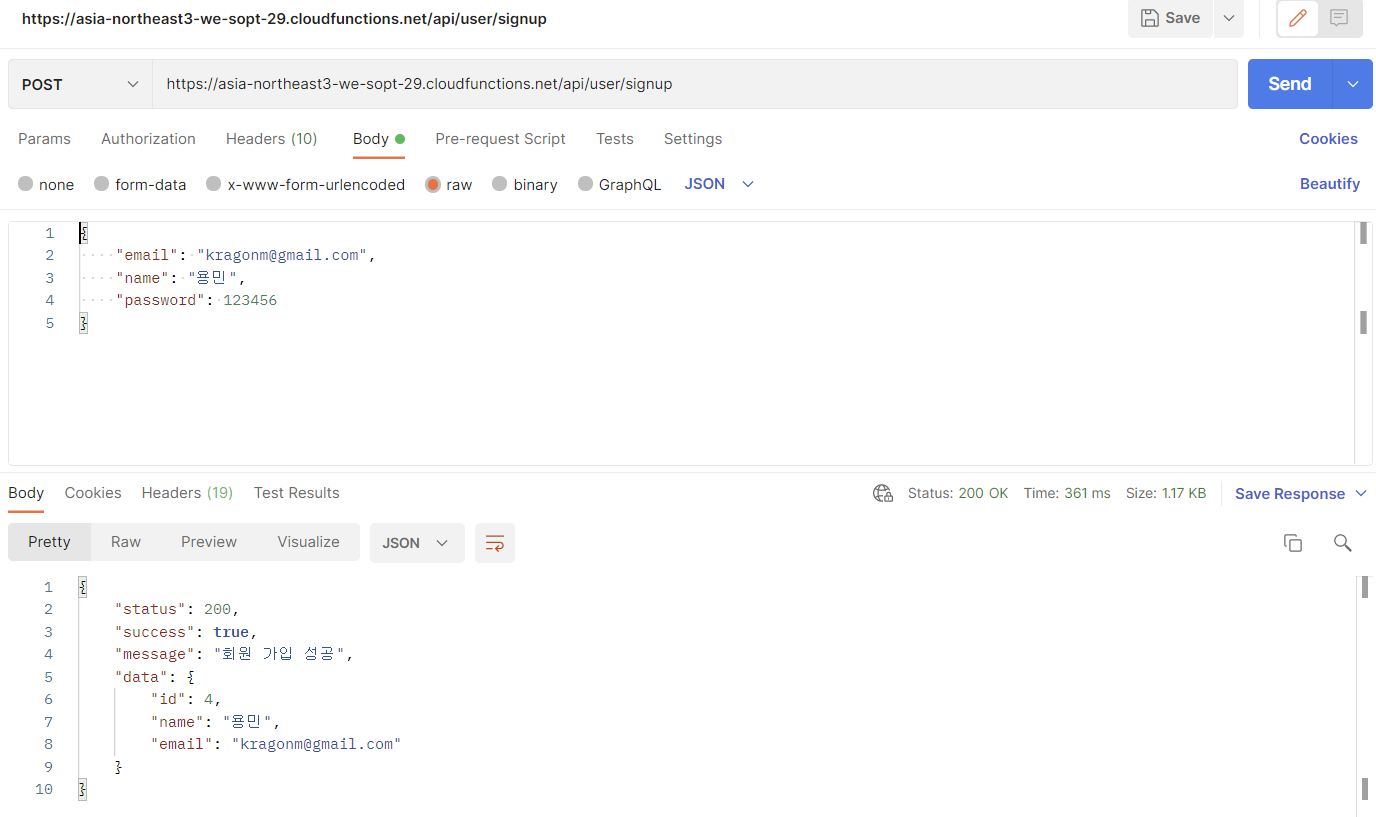 https://asia-northeast3-we-sopt-29.cloudfunctions.net/api/user/signup
Save
POST
https://asia-northeast3-we-sopt-29.cloudfunctions.net/api/user/signup
Send
Params Authorization Headers (10) Body Pre-request Script Tests Settings Cookies
none form-data x-www-form-urlencoded raw binary GraphQL JSON Beautify
1 {
2 "email": "kragonm@gmail.com",
3 "name": "용민",
4 "password": 123456
5 }
Body Cookies Headers (19) Test Results Status: 200 OK Time: 361 ms Size: 1.17 KB Save Response
Pretty Raw Preview Visualize JSON
1 {
2 "status": 200,
3 "success": true,
4 "message": "회원 가입 성공",
5 "data": {
6 "id": 4,
7 "name": "용민",
8 "email": "kragonm@gmail.com"
9 }
10 }